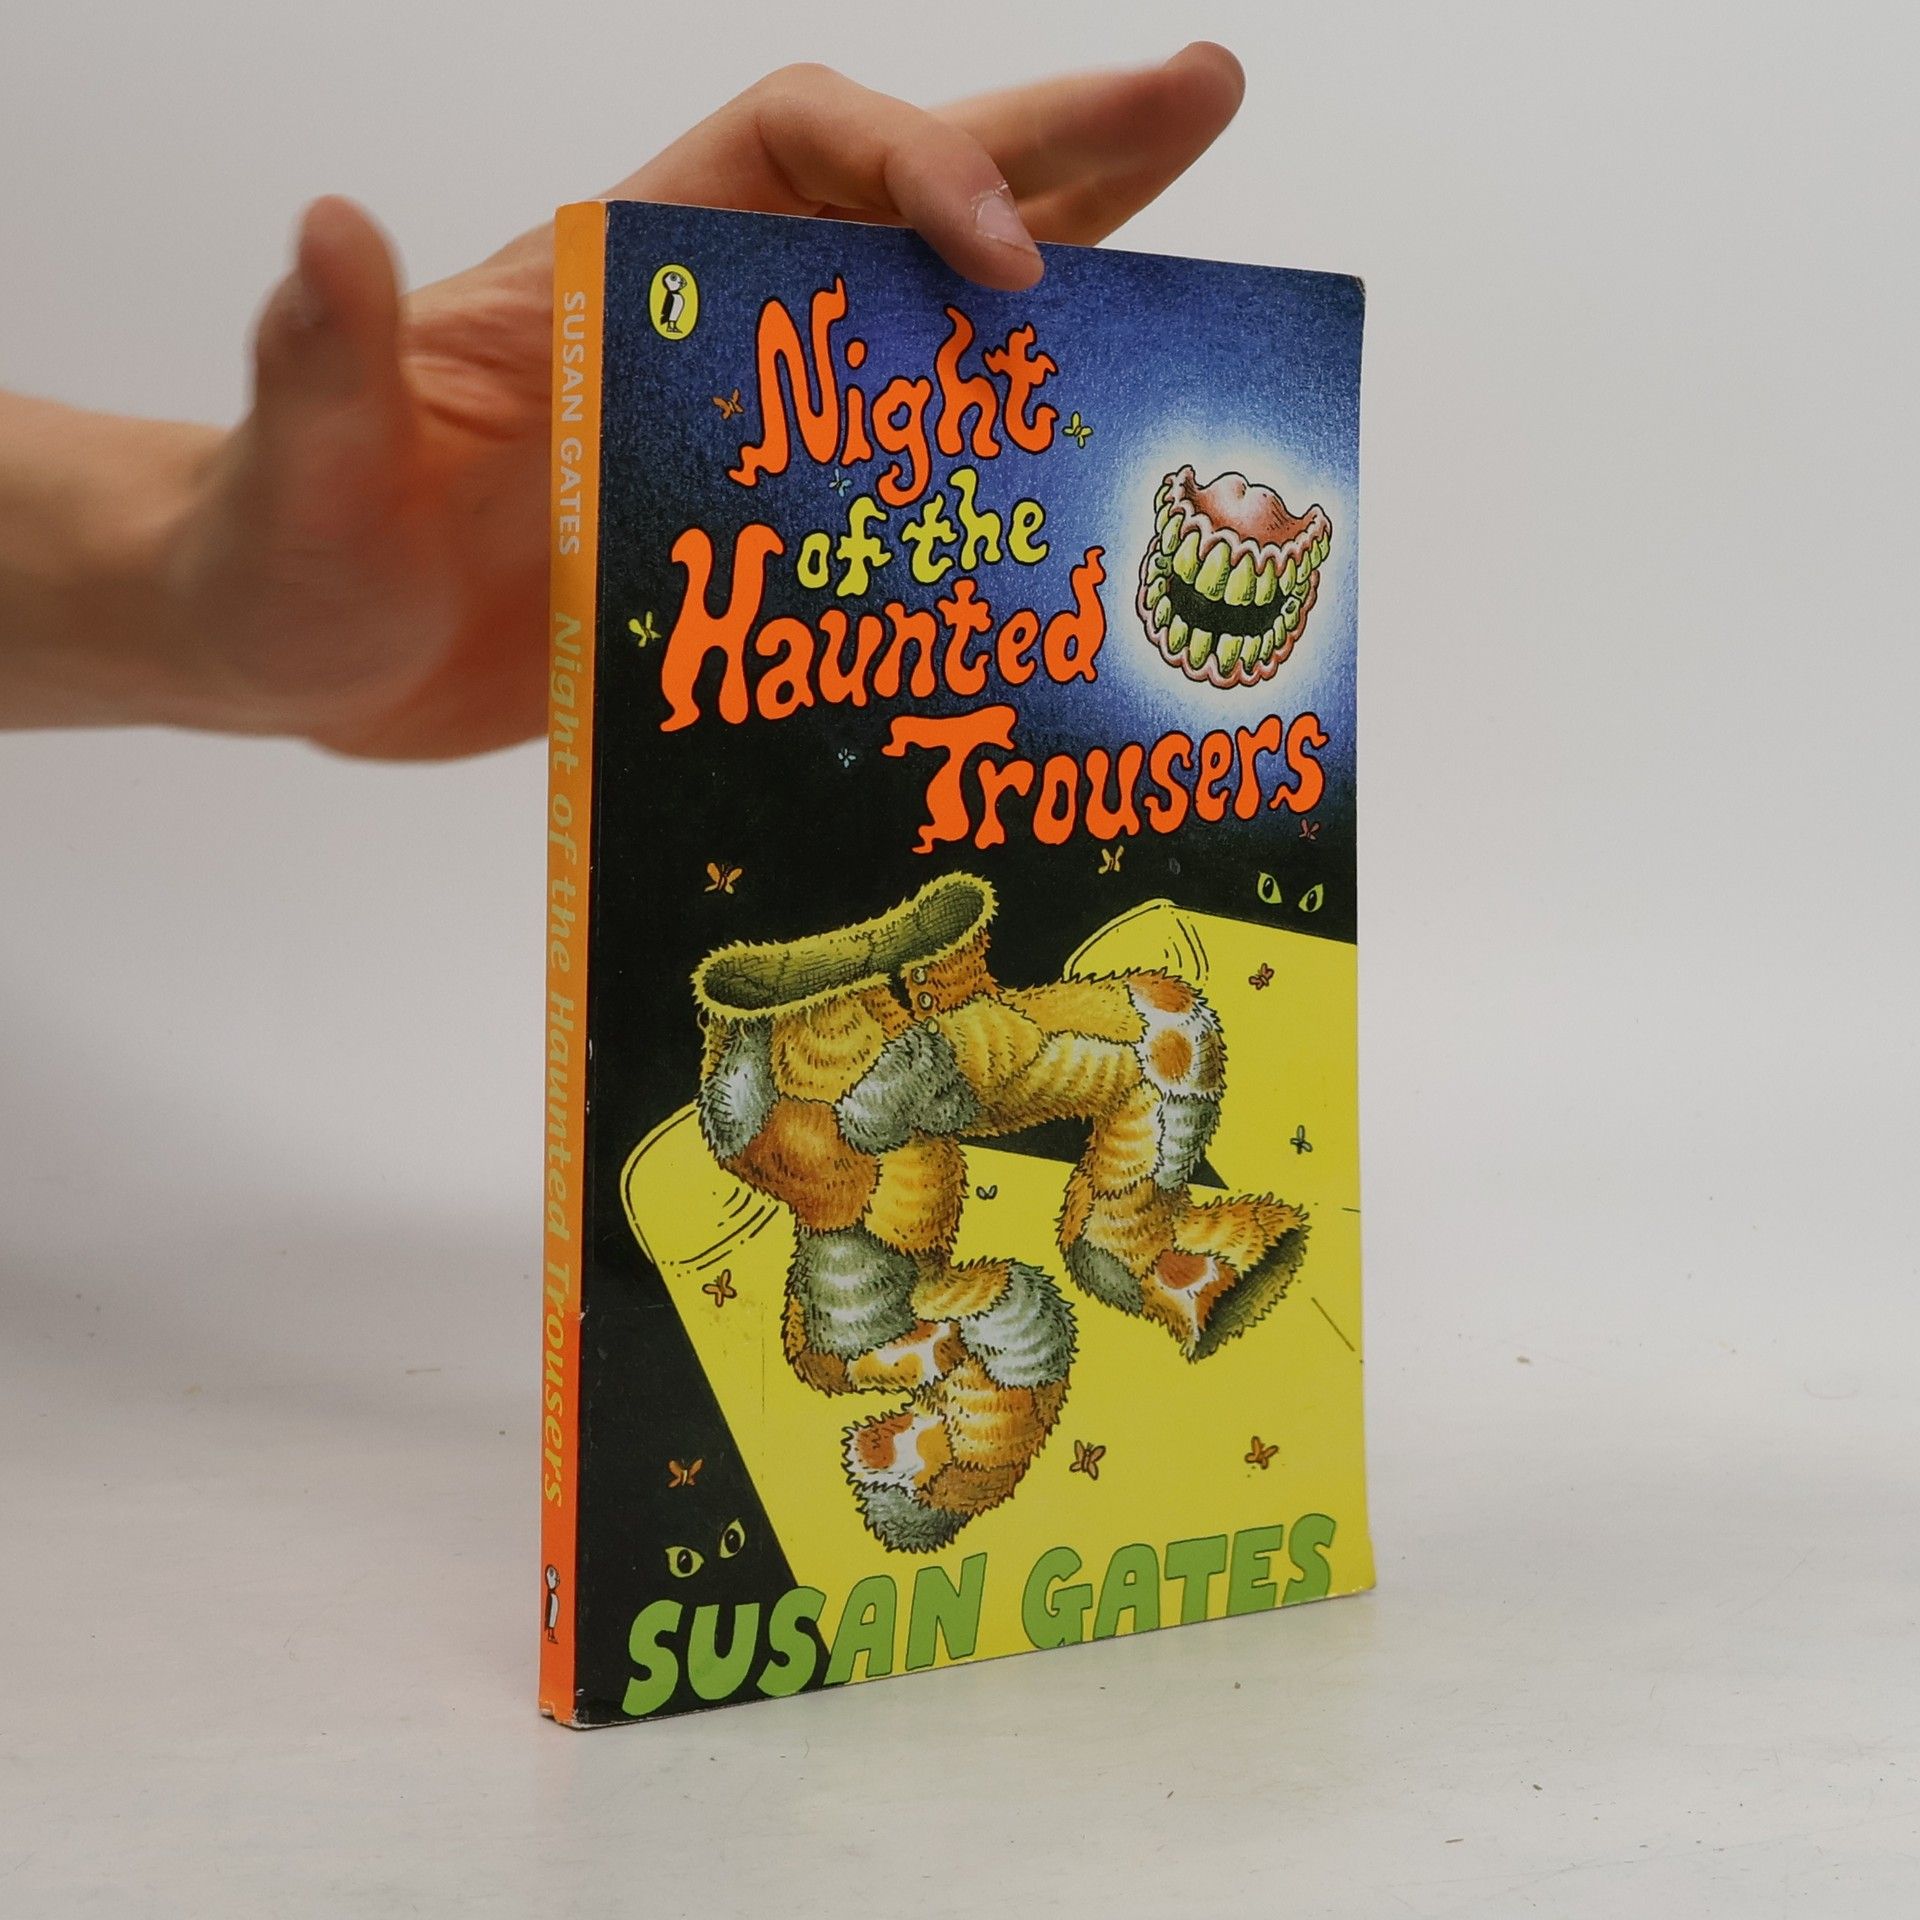 SUSAN GATES Night of the Haunted Trousers
Night
of the
Haunted
Trousers
SUSAN GATES